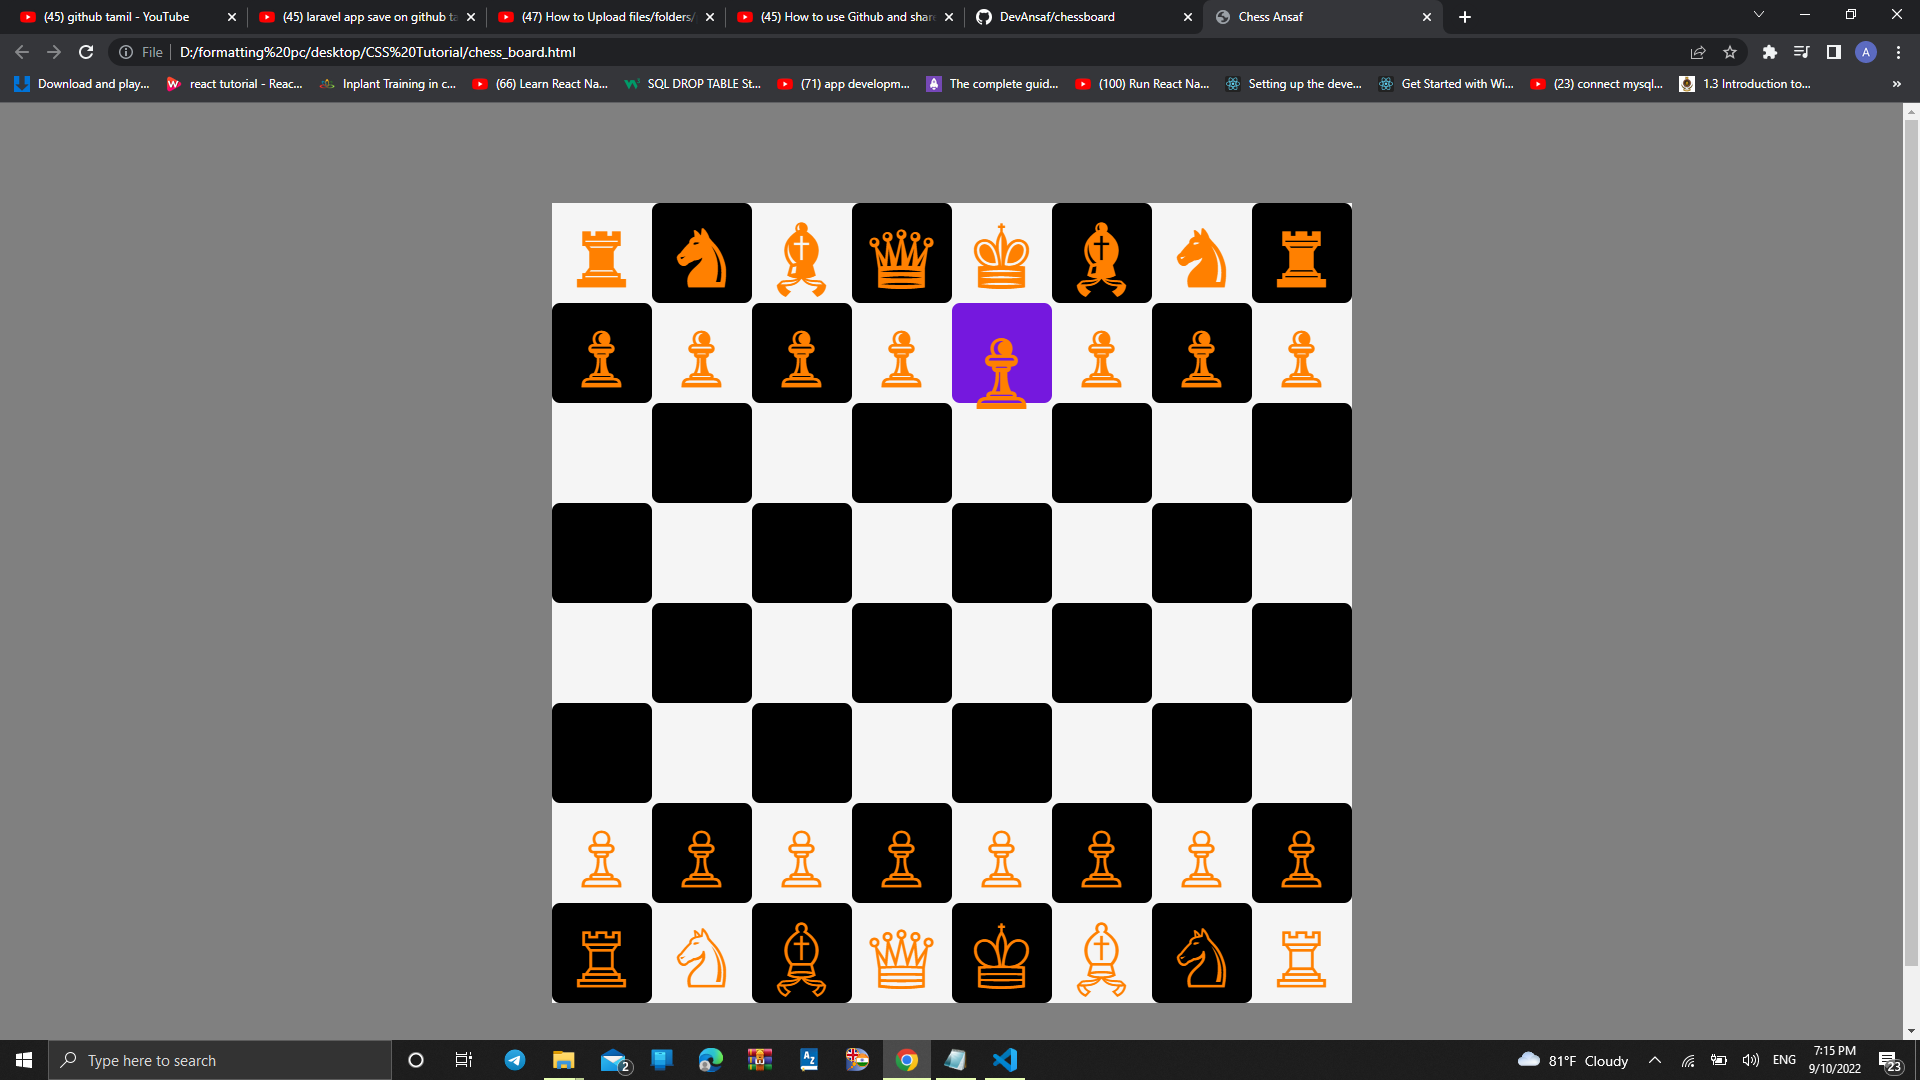 (45) github tamil - YouTube
(45) laravel app save on github ta
(47) How to Upload files/folders/
(45) How to use Github and share
DevAnsaf/chessboard
Chess Ansaf
File
D:/formatting%20pc/desktop/CSS%20Tutorial/chess_board.html
A
Download and play...
react tutorial - Reac...
Inplant Training in c...
(66) Learn React Na...
SQL DROP TABLE St...
(71) app developm...
The complete guid...
(100) Run React Na...
Setting up the deve...
Get Started with Wi...
(23) connect mysql...
1.3 Introduction to...
»
Type here to search
2
A Z
81°F Cloudy
ENG
7:15 PM
9/10/2022
23